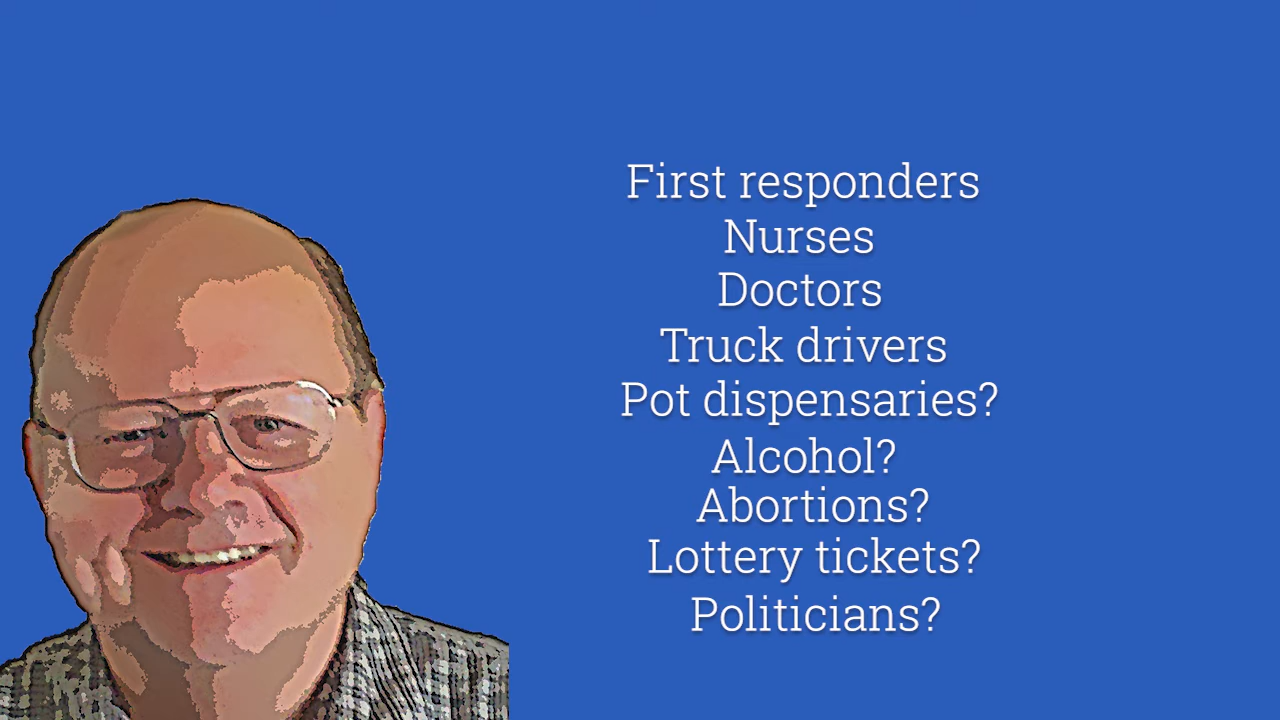 First responders
Nurses
Doctors
Truck drivers
Pot dispensaries?
Alcohol?
Abortions?
Lottery tickets?
Politicians?